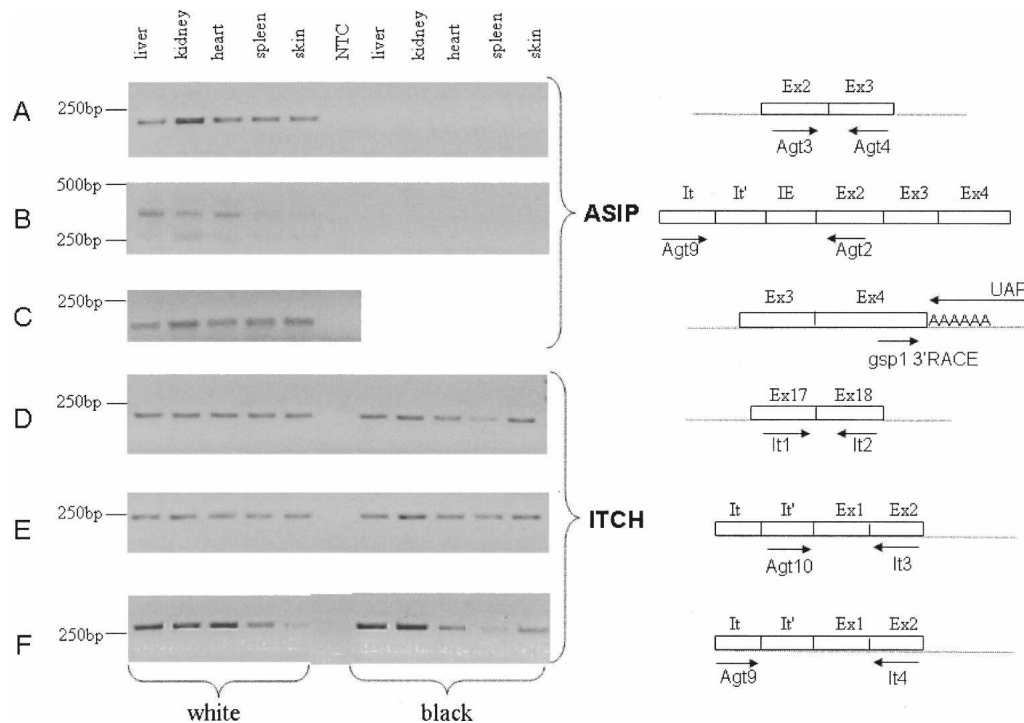 liver kidney heart spleen skin NTC liver kidney heart spleen skin
A 250bp
Ex2 Ex3
Agt3 Agt4
B 500bp
250bp
ASIP
It It' IE Ex2 Ex3 Ex4
Agt9 Agt2
C 250bp
Ex3 Ex4
UAP
AAAAAA
gsp1 3'RACE
D 250bp
Ex17 Ex18
It1 It2
E 250bp
ITCH
It It' Ex1 Ex2
Agt10 It3
F 250bp
It It' Ex1 Ex2
Agt9 It4
white black